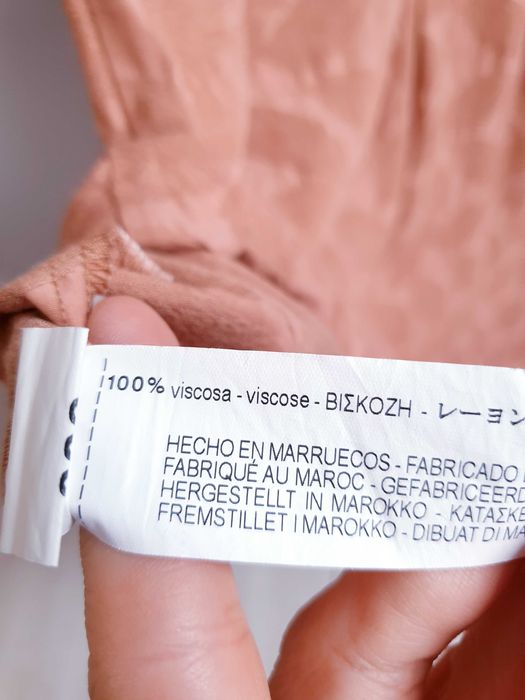 100% viscosa - viscose - ΒΙΣΚΟΖΗ - レーヨン
HECHO EN MARRUECOS - FABRICADO
FABRIQUÉ AU MAROC - GEFABRICEERD
HERGESTELLT IN MAROKKO - ΚΑΤΑΣΚΕ
FREMSTILLET I MAROKKO - DIBUAT DI MA